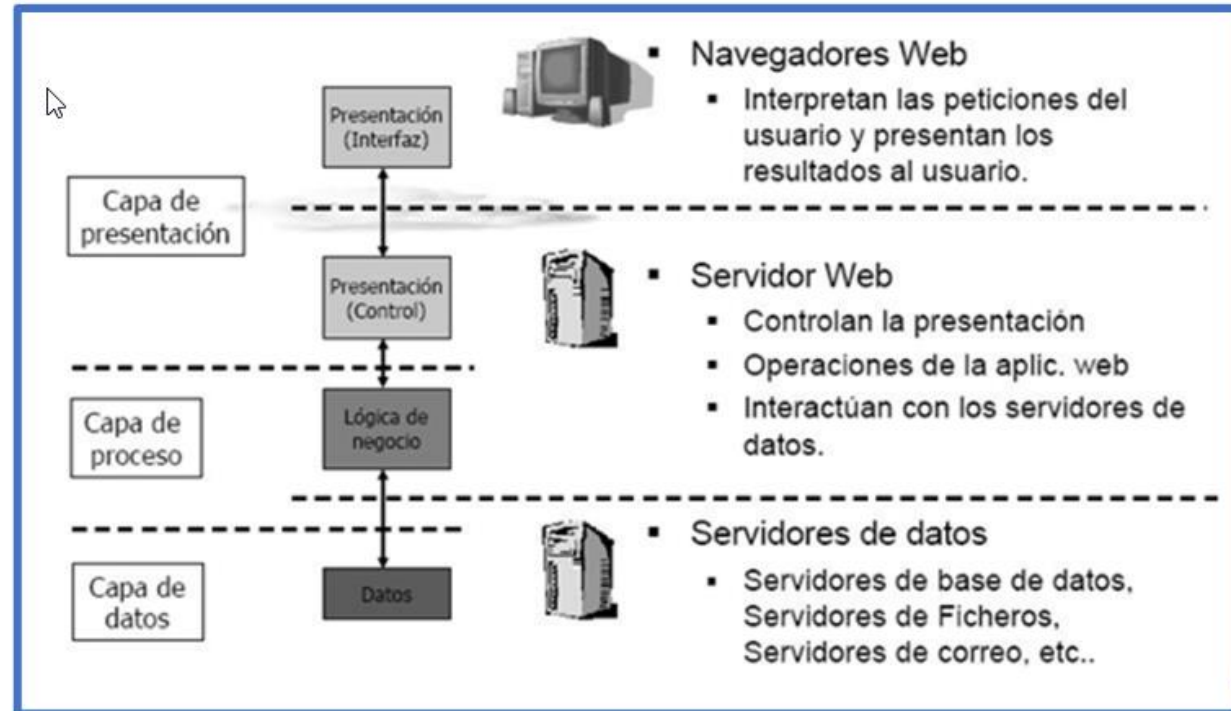 Presentación
(Interfaz)
Navegadores Web
Interpretan las peticiones del
usuario y presentan los
resultados al usuario.
Capa de
presentación
Presentación
(Control)
Servidor Web
Controlan la presentación
Operaciones de la aplic. web
Interactúan con los servidores de
datos.
Capa de
proceso
Lógica de
negocio
Capa de
datos
Datos
Servidores de datos
Servidores de base de datos,
Servidores de Ficheros,
Servidores de correo, etc..